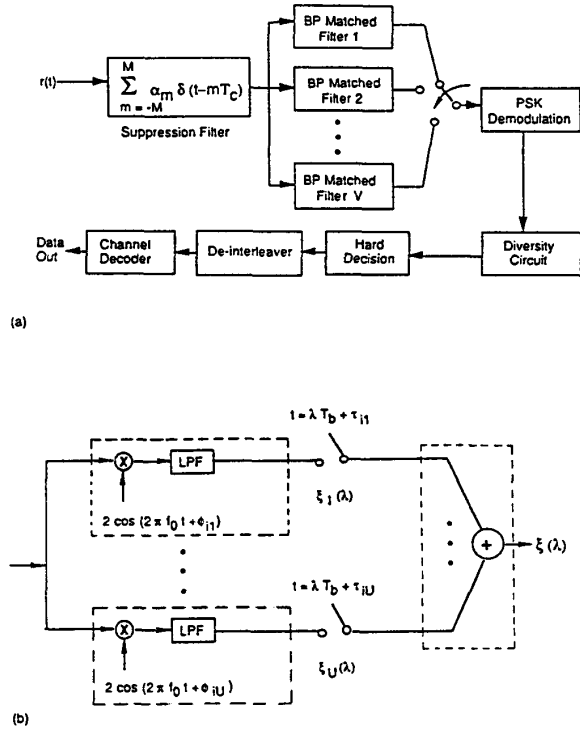 BP Matched
Filter 1
r(t)
M
∑ α_m δ (t-mT_c)
m = -M
Suppression Filter
BP Matched
Filter 2
BP Matched
Filter V
PSK
Demodulation
Data
Out
Channel
Decoder
De-interleaver
Hard
Decision
Diversity
Circuit
(a)
t = λ T_b + τ_i1
X
LPF
ξ_1(λ)
2 cos (2π f_0 t + ϕ_i1)
+
ξ(λ)
t = λ T_b + τ_iU
X
LPF
ξ_U(λ)
2 cos (2π f_0 t + ϕ_iU)
(b)